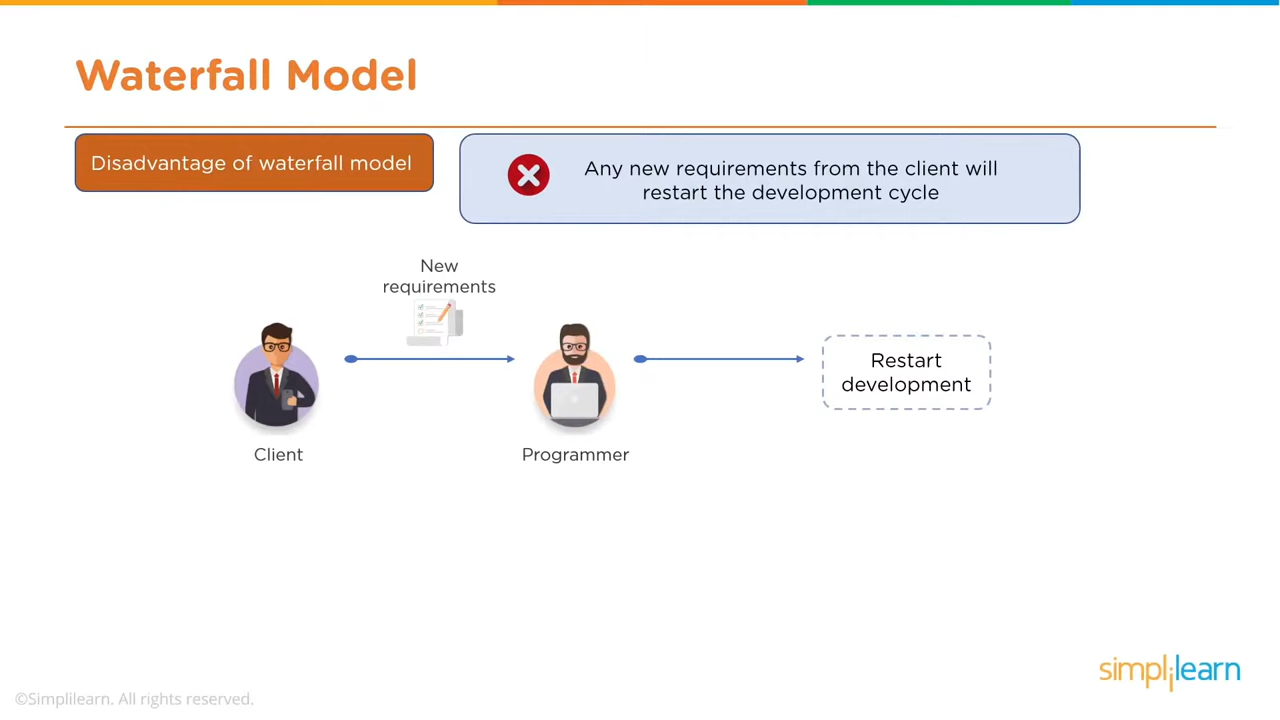 Waterfall Model
Disadvantage of waterfall model
Any new requirements from the client will
restart the development cycle
New
requirements
Restart
development
Client
Programmer
simplilearn
©Simplilearn. All rights reserved.